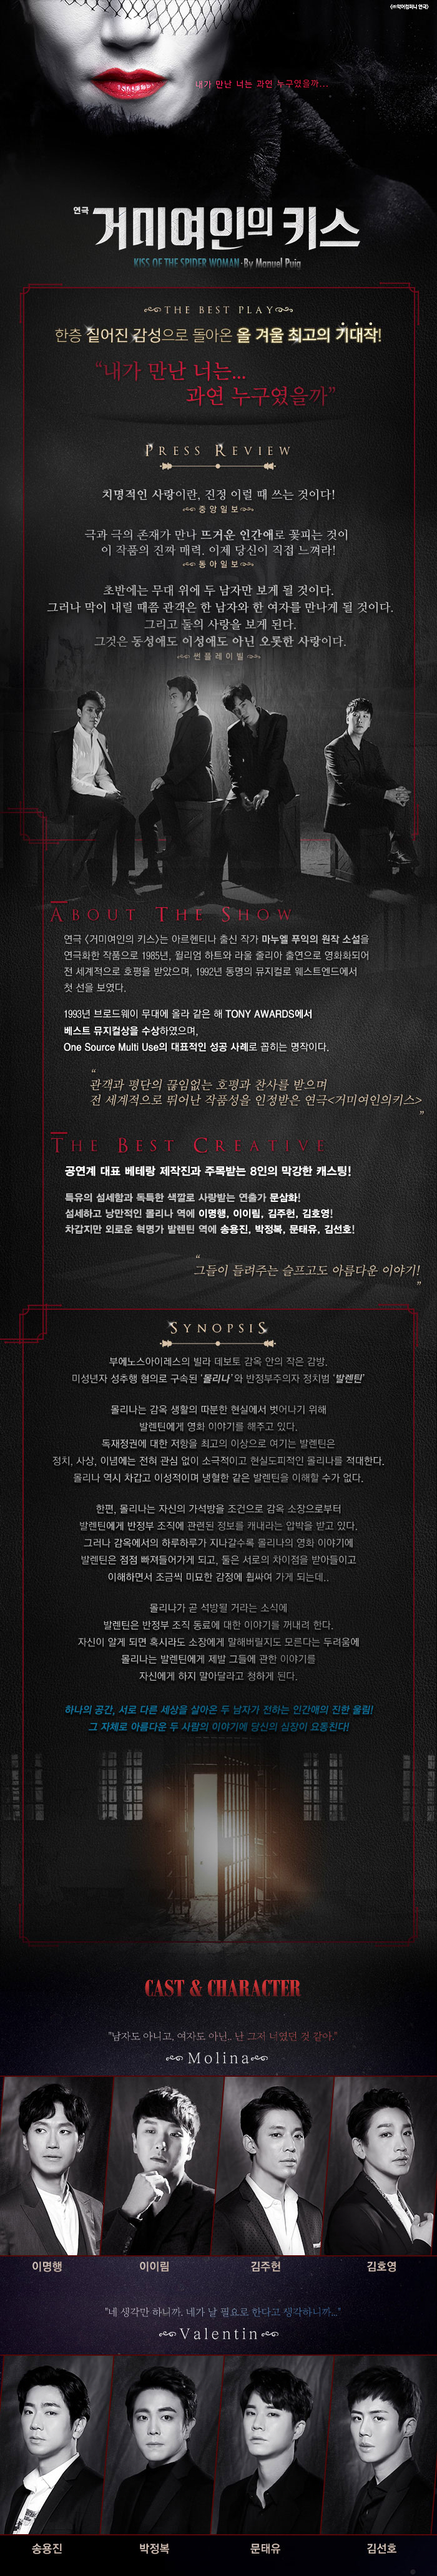 (㈜악어컴퍼니 연극)
내가 만난 너는 과연 누구였을까...
연극 거미여인의 키스
KISS OF THE SPIDER WOMAN -By Manuel Puig
THE BEST PLAY
한층 짙어진 감성으로 돌아온 올 겨울 최고의 기대작!
“내가 만난 너는...
과연 누구였을까”
PRESS REVIEW
치명적인 사랑이란, 진정 이럴 때 쓰는 것이다!
중앙일보
극과 극의 존재가 만나 뜨거운 인간애로 꽃피는 것이
이 작품의 진짜 매력. 이제 당신이 직접 느껴라!
동아일보
초반에는 무대 위에 두 남자만 보게 될 것이다.
그러나 막이 내릴 때쯤 관객은 한 남자와 한 여자를 만나게 될 것이다.
그리고 둘의 사랑을 보게 된다.
그것은 동성애도 이성애도 아닌 오롯한 사랑이다.
썬플레이빌
ABOUT THE SHOW
연극 <거미여인의 키스>는 아르헨티나 출신 작가 마누엘 푸익의 원작 소설을
연극화한 작품으로 1985년, 윌리엄 하트와 라울 줄리아 출연으로 영화화되어
전 세계적으로 호평을 받았으며, 1992년 동명의 뮤지컬로 웨스트엔드에서
첫 선을 보였다.
1993년 브로드웨이 무대에 올라 같은 해 TONY AWARDS에서
베스트 뮤지컬상을 수상하였으며,
One Source Multi Use의 대표적인 성공 사례로 꼽히는 명작이다.
“
관객과 평단의 끊임없는 호평과 찬사를 받으며
전 세계적으로 뛰어난 작품성을 인정받은 연극<거미여인의키스>
”
THE BEST CREATIVE
공연계 대표 베테랑 제작진과 주목받는 8인의 막강한 캐스팅!
특유의 섬세함과 독특한 색깔로 사랑받는 연출가 문삼화!
섬세하고 낭만적인 몰리나 역에 이명행, 이이림, 김주헌, 김호영!
차갑지만 외로운 혁명가 발렌틴 역에 송용진, 박정복, 문태유, 김선호!
“
그들이 들려주는 슬프고도 아름다운 이야기!
”
SYNOPSIS
부에노스아이레스의 빌라 데보토 감옥 안의 작은 감방.
미성년자 성추행 혐의로 구속된 ‘몰리나’와 반정부주의자 정치범 ‘발렌틴’
몰리나는 감옥 생활의 따분한 현실에서 벗어나기 위해
발렌틴에게 영화 이야기를 해주고 있다.
독재정권에 대한 저항을 최고의 이상으로 여기는 발렌틴은
정치, 사상, 이념에는 전혀 관심 없이 소극적이고 현실도피적인 몰리나를 적대한다.
몰리나 역시 차갑고 이성적이며 냉혈한 같은 발렌틴을 이해할 수가 없다.
한편, 몰리나는 자신의 가석방을 조건으로 감옥 소장으로부터
발렌틴에게 반정부 조직에 관련된 정보를 캐내라는 압박을 받고 있다.
그러나 감옥에서의 하루하루가 지나갈수록 몰리나의 영화 이야기에
발렌틴은 점점 빠져들어가게 되고, 둘은 서로의 차이점을 받아들이고
이해하면서 조금씩 미묘한 감정에 휩싸여 가게 되는데..
몰리나가 곧 석방될 거라는 소식에
발렌틴은 반정부 조직 동료에 대한 이야기를 꺼내려 한다.
자신이 알게 되면 혹시라도 소장에게 말해버릴지도 모른다는 두려움에
몰리나는 발렌틴에게 제발 그들에 관한 이야기를
자신에게 하지 말아달라고 청하게 된다.
하나의 공간, 서로 다른 세상을 살아온 두 남자가 전하는 인간애의 진한 울림!
그 자체로 아름다운 두 사람의 이야기에 당신의 심장이 요동친다!
CAST & CHARACTER
"남자도 아니고, 여자도 아닌.. 난 그저 너였던 것 같아."
Molina
이명행 이이림 김주헌 김호영
"네 생각만 하니까. 네가 날 필요로 한다고 생각하니까..."
Valentin
송용진 박정복 문태유 김선호